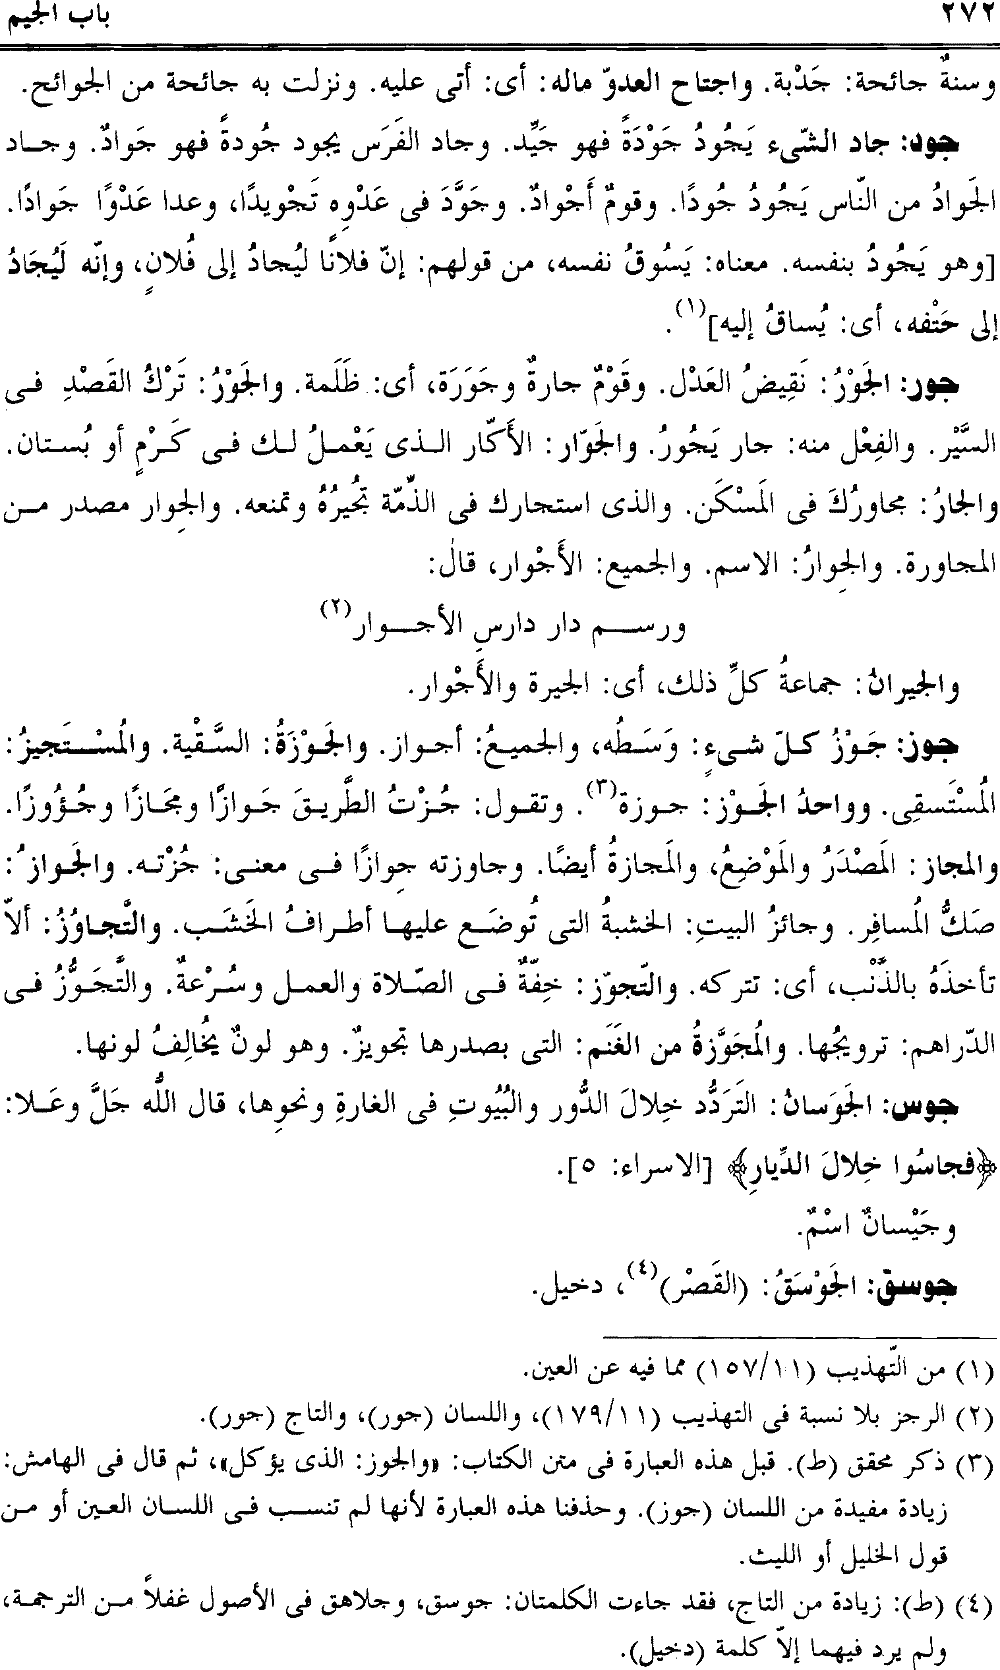 ٢٧٢
باب الجيم
وسنةٌ جائحة: جَدْبة. واجتاح العدوّ ماله: أى: أتى عليه. ونزلت به جائحة من الجوائح.
جود: جاد الشّىء يَجُودُ جَوْدَةً فهو جَيِّد. وجاد الفَرَس يجود جُودةً فهو جَوادٌ. وجاد
الجَوادُ من النّاس يَجُودُ جُودًا. وقومٌ أَجْوادٌ. وجَوَّدَ فى عَدْوِه تَجْويدًا، وعدا عَدْوًا جَوادًا.
[وهو يَجُودُ بنفسه. معناه: يَسُوقُ نفسه، من قولهم: إنّ فلانًا ليُجادُ إلى فُلانٍ، وإنّه لَيُجَادُ
إلى حَتْفه، أى: يُساقُ إليه](١).
جور: الجَوْرُ: نَقِيضُ العَدْل. وقَوْمٌ جارةٌ وجَوَرَة، أى: ظَلَمة. والجَوْرُ: تَرْكُ القَصْدِ فى
السَّيْر. والفِعْل منه: جار يَجُورُ. والجَوّار: الأَكّار الذى يَعْملُ لك فى كَرْمٍ أو بُستان.
والجارُ: مجاورُكَ فى المَسْكَن. والذى استجارك فى الذِّمّة تُجيرُهُ وتمنعه. والجِوار مصدر من
المجاورة. والجِوارُ: الاسم. والجميع: الأَجْوار، قال:
ورسم دار دارسِ الأجوار(٢)
والجيرانُ: جماعةُ كلِّ ذلك، أى: الجيرة والأَجْوار.
جوز: جَوْزُ كلّ شىءٍ: وَسَطُه، والجميعُ: أجواز. والجَوْزَةُ: السَّقْية. والمُسْتَجيزُ:
المُسْتَسقِى. وواحدُ الجَوْز: جوزة(٣). وتقول: جُزْتُ الطَّريقَ جَوازًا ومجَازًا وجُؤُوزًا.
والمجاز: المَصْدَرُ والمَوْضِعُ، والمَجازةُ أيضًا. وجاوزته جِوازًا فى معنى: جُزْته. والجَوازُ:
صَكُّ المُسافِر. وجائزُ البيتِ: الخشبةُ التى تُوضَع عليها أطرافُ الخَشَب. والتَّجاوُزُ: ألاّ
تأخذَهُ بالذَّنْب، أى: تتركه. والتّجوّز: خِفّةٌ فى الصّلاة والعمل وسُرْعةٌ. والتَّجَوُّزُ فى
الدّراهم: ترويجُها. والمُجَوَّزةُ من الغَنَم: التى بصدرها تجويزٌ. وهو لونٌ يُخالِفُ لونها.
جوس: الجَوَسانُ: التَرَدُّد خِلالَ الدُّور والبُيُوتِ فى الغارةِ ونحوِها، قال اللّه جَلَّ وعَلا:
﴿فجاسُوا خِلالَ الدِّيارِ﴾ [الاسراء: ٥].
وجَيْسانٌ اسْمٌ.
جوسق: الجَوْسَقُ: (القَصْر)(٤)، دخيل.
(١) من التّهذيب (١٥٧/١١) مما فيه عن العين.
(٢) الرجز بلا نسبة فى التهذيب (١٧٩/١١)، واللسان (جور)، والتاج (جور).
(٣) ذكر محقق (ط). قبل هذه العبارة فى متن الكتاب: «والجوز: الذى يؤكل»، ثم قال فى الهامش:
زيادة مفيدة من اللسان (جوز). وحذفنا هذه العبارة لأنها لم تنسب فى اللسان العين أو من
قول الخليل أو الليث.
(٤) (ط): زيادة من التاج، فقد جاءت الكلمتان: جوسق، وجلاهق فى الأصول غفلاً من الترجمة،
ولم يرد فيهما إلاّ كلمة (دخيل).